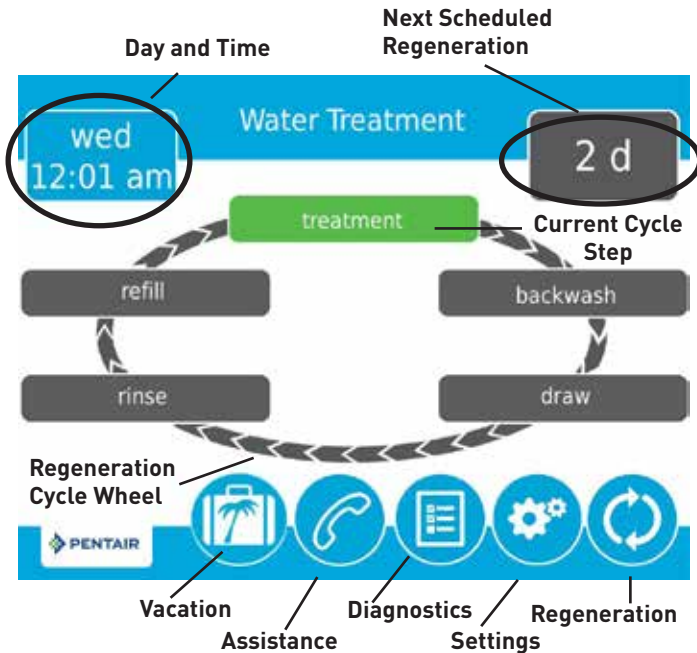 Next Scheduled
Regeneration
Day and Time
wed
12:01 am
Water Treatment
2 d
treatment
Current Cycle
Step
refill
backwash
rinse
draw
Regeneration
Cycle Wheel
PENTAIR
Vacation
Assistance
Diagnostics
Settings
Regeneration